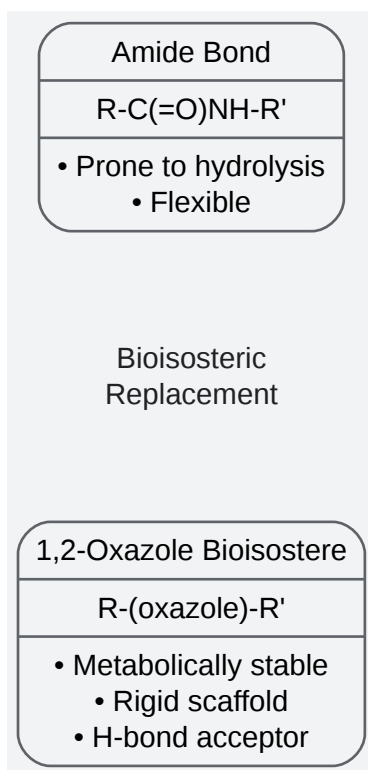 Amide Bond
R-C(=O)NH-R'
• Prone to hydrolysis
• Flexible
Bioisosteric
Replacement
1,2-Oxazole Bioisostere
R-(oxazole)-R'
• Metabolically stable
• Rigid scaffold
• H-bond acceptor